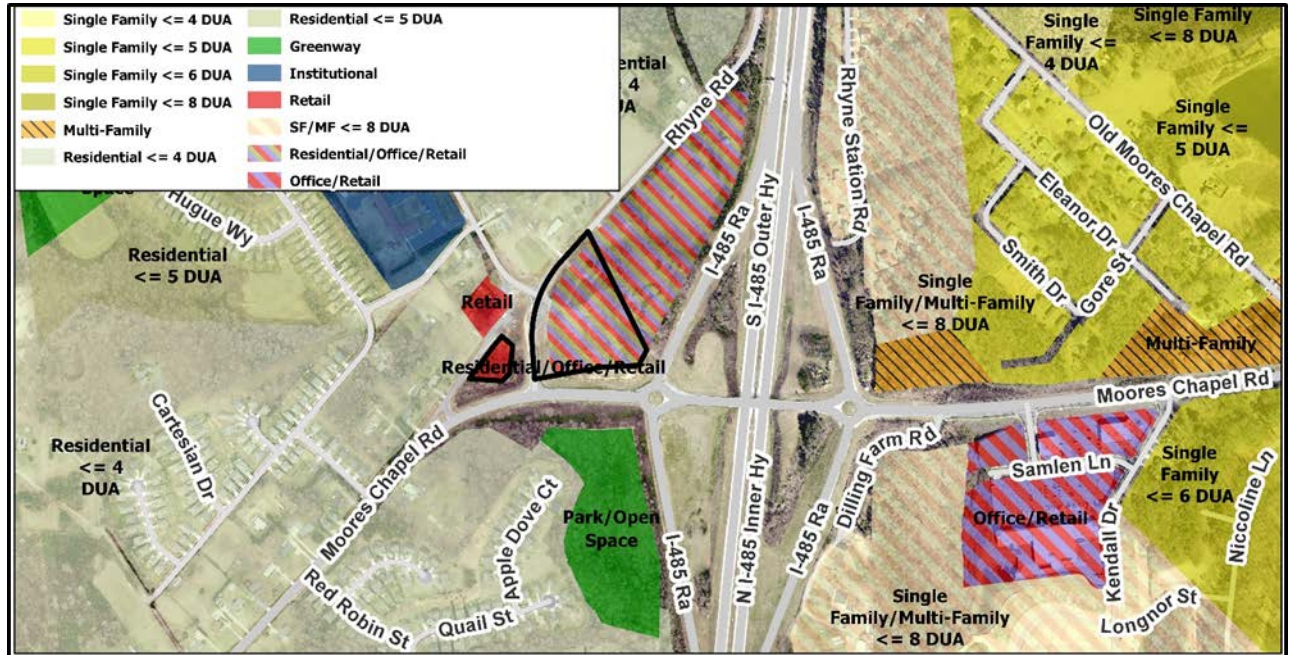 Single Family <= 4 DUA
Single Family <= 5 DUA
Single Family <= 6 DUA
Single Family <= 8 DUA
Multi-Family
Residential <= 4 DUA
Residential <= 5 DUA
Greenway
Institutional
Retail
SF/MF <= 8 DUA
Residential/Office/Retail
Office/Retail
ential
4
UA
Rhyne Rd
Rhyne Station Rd
Single
Family <=
4 DUA
Single Family
<= 8 DUA
Single
Family <=
5 DUA
Old Moores Chapel Rd
Eleanor Dr
Smith Dr
Gore St
Space
Hugue Wy
Residential
<= 5 DUA
Retail
Residential/Office/Retail
I-485 Ra
S I-485 Outer Hy
I-485 Ra
Single
Family/Multi-Family
<= 8 DUA
Multi-Family
Moores Chapel Rd
Cartesian Dr
Residential
<= 4
DUA
Moores Chapel Rd
Red Robin St
Quail St
Apple Dove Ct
Park/Open
Space
I-485 Ra
N I-485 Inner Hy
I-485 Ra
Dilling Farm Rd
Samlen Ln
Office/Retail
Kendall Dr
Single
Family
<= 6 DUA
Niccoline Ln
Longnor St
Single
Family/Multi-Family
<= 8 DUA